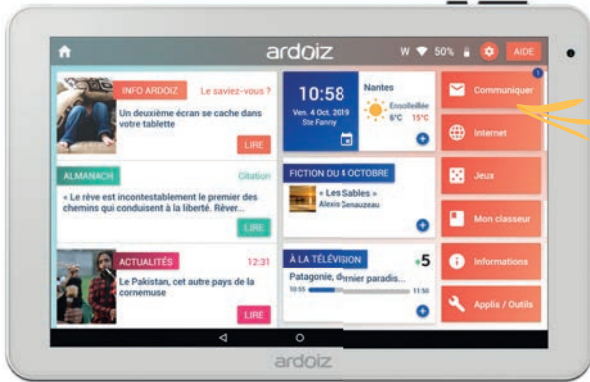 ardoiz
W 50% AIDE
INFO ARDOIZ Le saviez-vous ?
Un deuxième écran se cache dans
votre tablette
LIRE
ALMANACH Citation
« Le rêve est incontestablement le premier des
chemins qui conduisent à la liberté. Rêver...
LIRE
ACTUALITÉS 12:31
Le Pakistan, cet autre pays de la
cornemuse
LIRE
10:58
Ven. 4 Oct. 2019
Ste Fanny
Nantes
Ensoleillée
6°C 15°C
FICTION DU 4 OCTOBRE
« Les Sables »
Alexis Genauzeau
À LA TÉLÉVISION 5
Patagonie, dernier paradis...
10:55 11:50
1
Communiquer
Internet
Jeux
Mon classeur
Informations
Applis / Outils
ardoiz